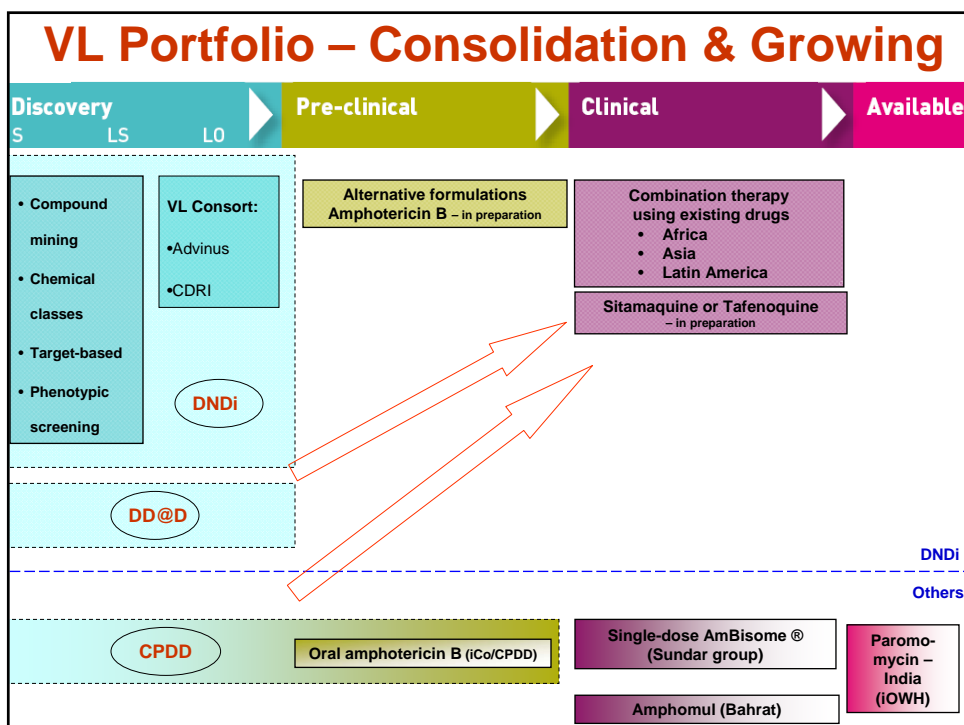 VL Portfolio – Consolidation & Growing
Discovery
S LS LO
Pre-clinical
Clinical
Available
• Compound
mining
• Chemical
classes
• Target-based
• Phenotypic
screening
VL Consort:
•Advinus
•CDRI
DNDi
DD@D
Alternative formulations
Amphotericin B – in preparation
Combination therapy
using existing drugs
• Africa
• Asia
• Latin America
Sitamaquine or Tafenoquine
– in preparation
DNDi
Others
CPDD
Oral amphotericin B (iCo/CPDD)
Single-dose AmBisome ®
(Sundar group)
Amphomul (Bahrat)
Paromo-
mycin –
India
(iOWH)